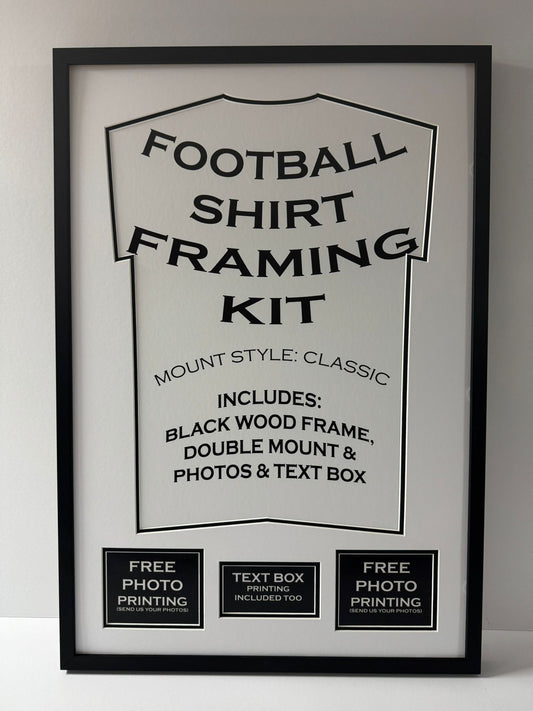 FOOTBALL
SHIRT
FRAMING
KIT
MOUNT STYLE: CLASSIC
INCLUDES:
BLACK WOOD FRAME,
DOUBLE MOUNT &
PHOTOS & TEXT BOX
FREE
PHOTO
PRINTING
(SEND US YOUR PHOTOS)
TEXT BOX
PRINTING
INCLUDED TOO
FREE
PHOTO
PRINTING
(SEND US YOUR PHOTOS)